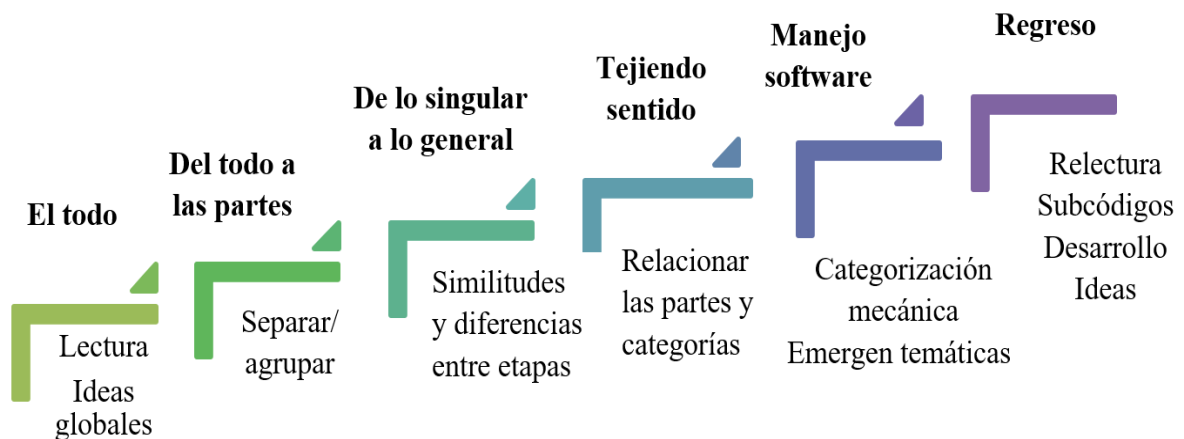 El todo
Lectura
Ideas
globales
Del todo a
las partes
Separar/
agrupar
De lo singular
a lo general
Similitudes
y diferencias
entre etapas
Tejiendo
sentido
Relacionar
las partes y
categorías
Manejo
software
Categorización
mecánica
Emergen temáticas
Regreso
Relectura
Subcódigos
Desarrollo
Ideas